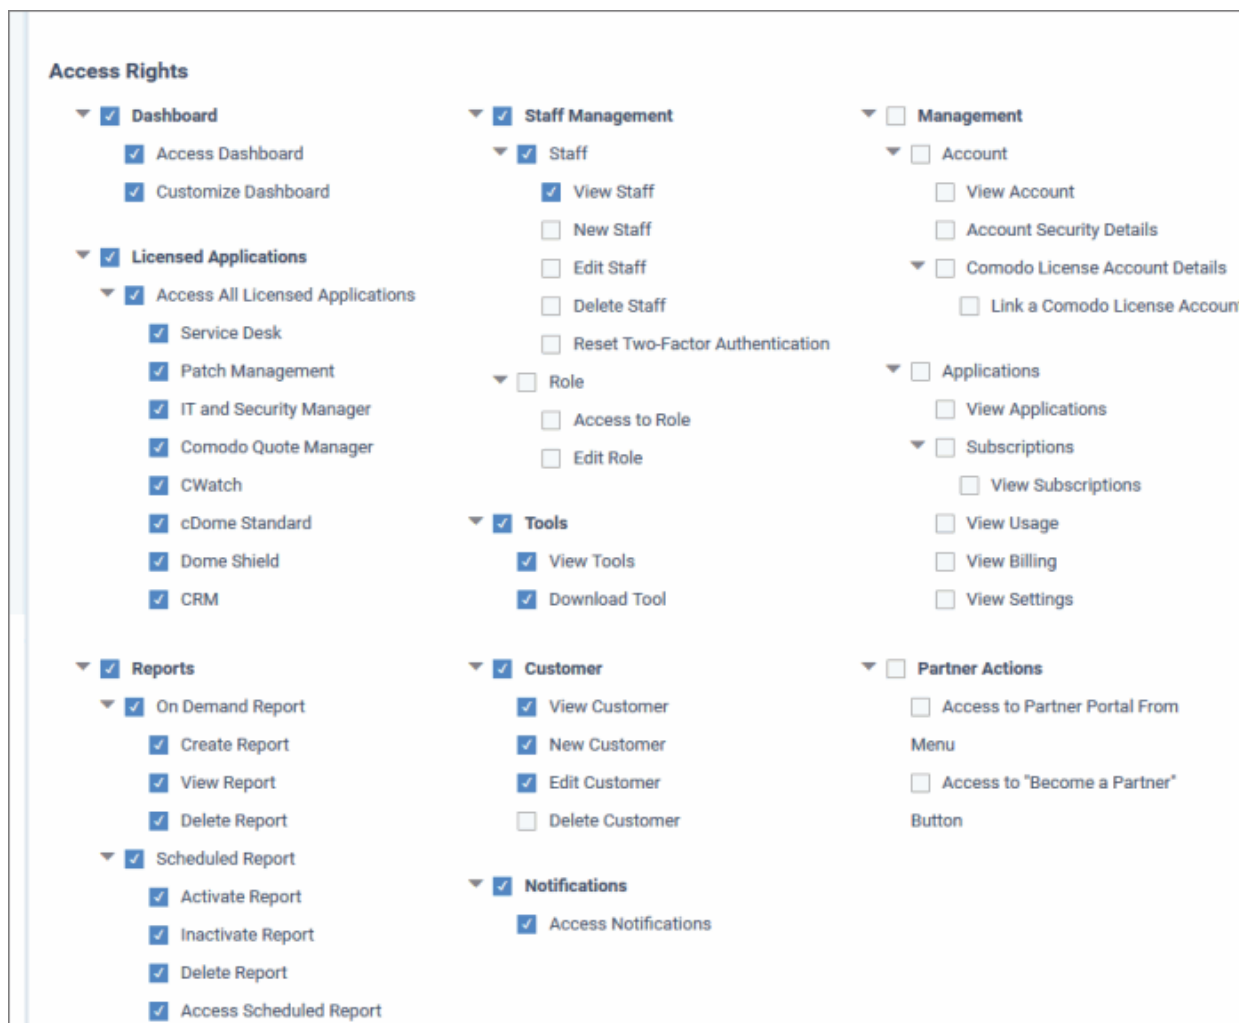 Access Rights
Dashboard
Access Dashboard
Customize Dashboard
Licensed Applications
Access All Licensed Applications
Service Desk
Patch Management
IT and Security Manager
Comodo Quote Manager
CWatch
cDome Standard
Dome Shield
CRM
Reports
On Demand Report
Create Report
View Report
Delete Report
Scheduled Report
Activate Report
Inactivate Report
Delete Report
Access Scheduled Report
Staff Management
Staff
View Staff
New Staff
Edit Staff
Delete Staff
Reset Two-Factor Authentication
Role
Access to Role
Edit Role
Tools
View Tools
Download Tool
Customer
View Customer
New Customer
Edit Customer
Delete Customer
Notifications
Access Notifications
Management
Account
View Account
Account Security Details
Comodo License Account Details
Link a Comodo License Account
Applications
View Applications
Subscriptions
View Subscriptions
View Usage
View Billing
View Settings
Partner Actions
Access to Partner Portal From
Menu
Access to "Become a Partner"
Button